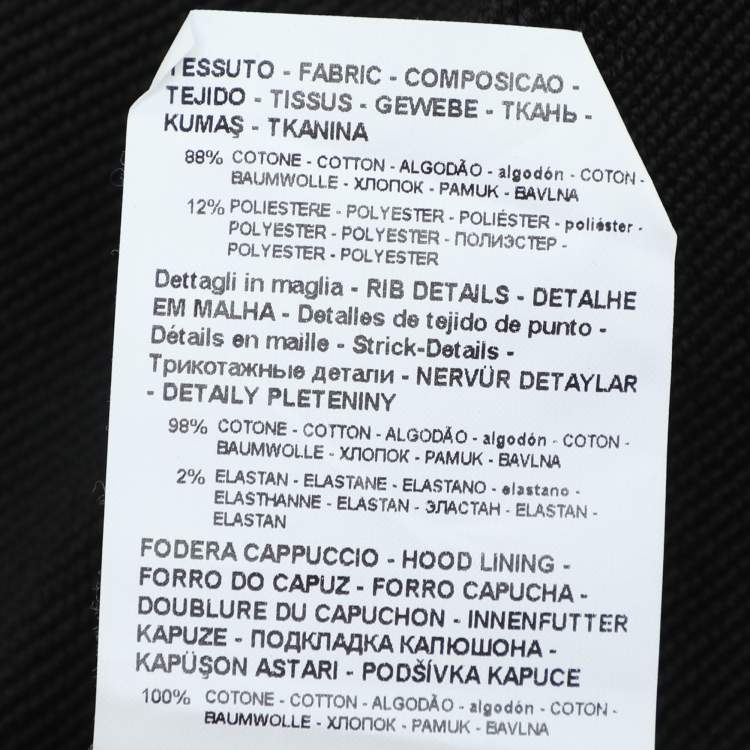 TESSUTO - FABRIC - COMPOSICAO -
TEJIDO - TISSUS - GEWEBE - ТКАНЬ -
KUMAŞ - TKANINA
88% COTONE - COTTON - ALGODÃO - algodón - COTON -
BAUMWOLLE - ХЛОПОК - PAMUK - BAVLNA
12% POLIESTERE - POLYESTER - POLIÉSTER - poliéster -
POLYESTER - POLYESTER - ПОЛИЭСТЕР -
POLYESTER - POLYESTER
Dettagli in maglia - RIB DETAILS - DETALHE
EM MALHA - Detalles de tejido de punto -
Détails en maille - Strick-Details -
Трикотажные детали - NERVÜR DETAYLAR
- DETAILY PLETENINY
98% COTONE - COTTON - ALGODÃO - algodón - COTON -
BAUMWOLLE - ХЛОПОК - PAMUK - BAVLNA
2% ELASTAN - ELASTANE - ELASTANO - elastano -
ELASTHANNE - ELASTAN - ЭЛАСТАН - ELASTAN -
ELASTAN
FODERA CAPPUCCIO - HOOD LINING -
FORRO DO CAPUZ - FORRO CAPUCHA -
DOUBLURE DU CAPUCHON - INNENFUTTER
KAPUZE - ПОДКЛАДКА КАПЮШОНА -
KAPÜŞON ASTARI - PODŠÍVKA KAPUCE
100% COTONE - COTTON - ALGODÃO - algodón - COTON -
BAUMWOLLE - ХЛОПОК - PAMUK - BAVLNA